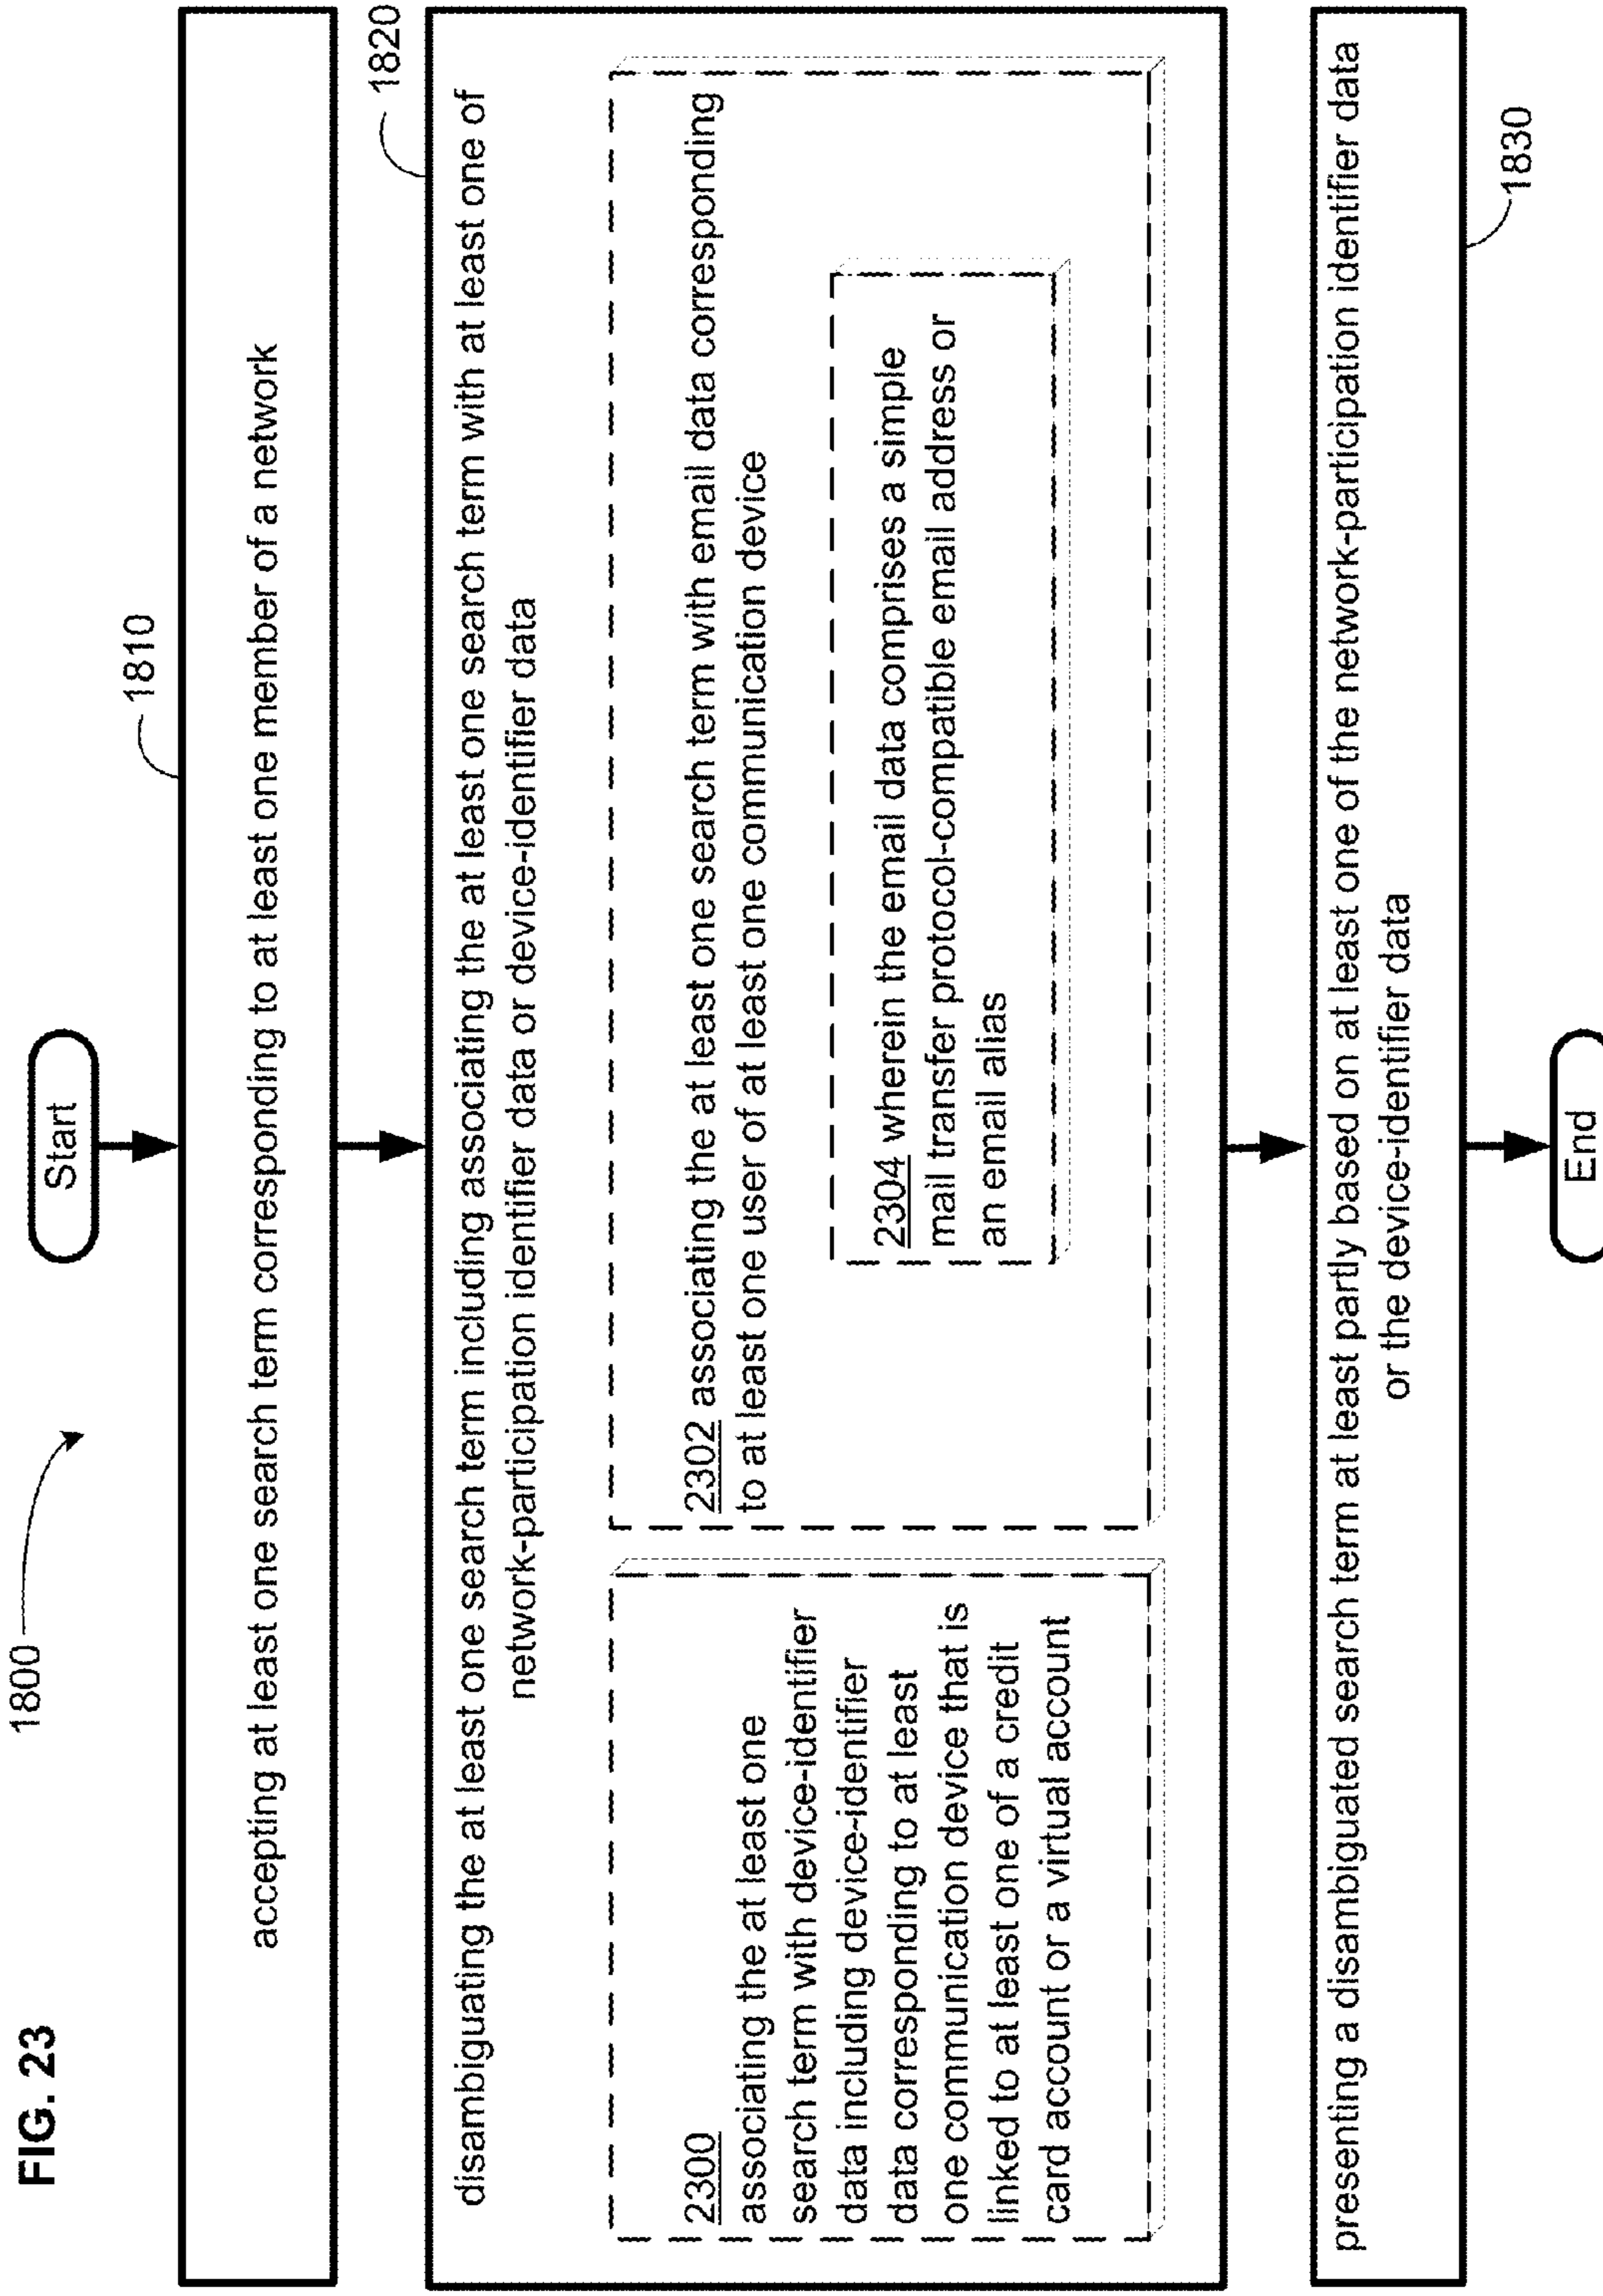 FIG. 23
1800
Start
1810
accepting at least one search term corresponding to at least one member of a network
1820
disambiguating the at least one search term including associating the at least one search term with at least one of
network-participation identifier data or device-identifier data
2300
associating the at least one
search term with device-identifier
data including device-identifier
data corresponding to at least
one communication device that is
linked to at least one of a credit
card account or a virtual account
2302 associating the at least one search term with email data corresponding
to at least one user of at least one communication device
2304 wherein the email data comprises a simple
mail transfer protocol-compatible email address or
an email alias
presenting a disambiguated search term at least partly based on at least one of the network-participation identifier data
or the device-identifier data
1830
End